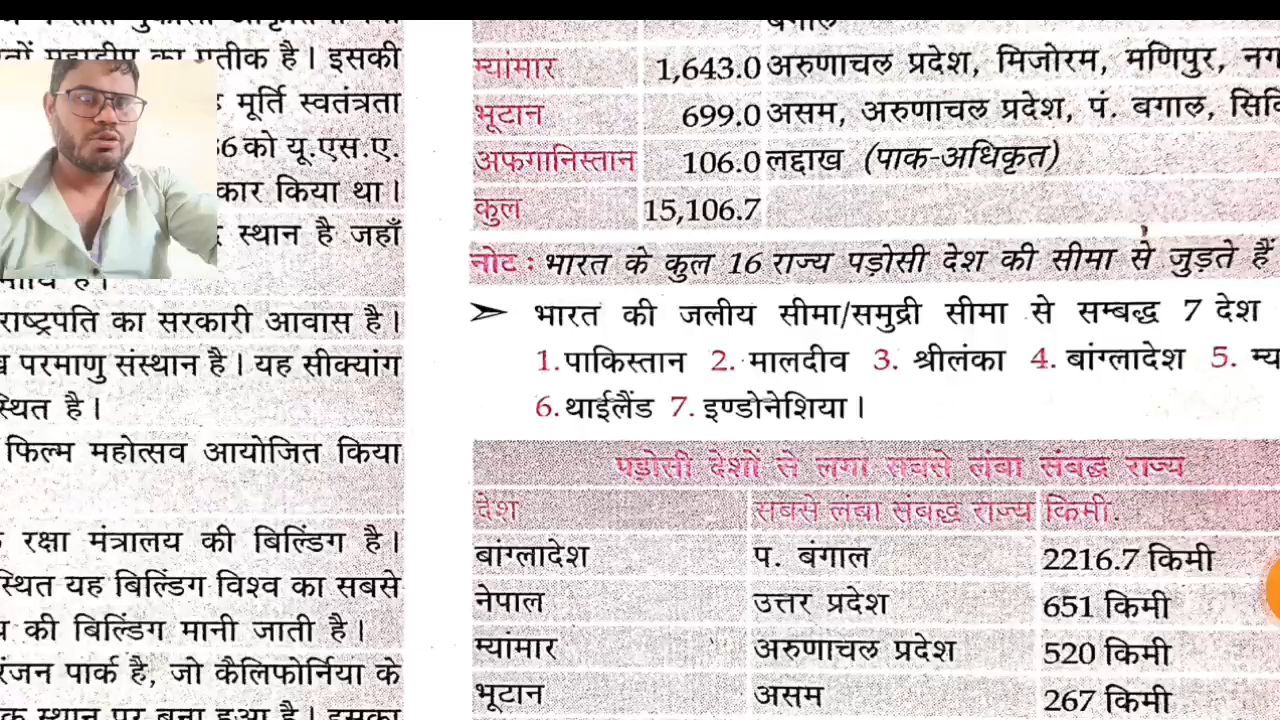 महाद्वीप का प्रतीक है। इसकी
मूर्ति स्वतंत्रता
को यू.एस.ए.
किया था।
स्थान है जहाँ
राष्ट्रपति का सरकारी आवास है।
परमाणु संस्थान है। यह सीक्यांग
फिल्म महोत्सव आयोजित किया
रक्षा मंत्रालय की बिल्डिंग है।
यह बिल्डिंग विश्व का सबसे
की बिल्डिंग मानी जाती है।
पार्क है, जो कैलिफोर्निया के
स्थान पर बना हुआ है। इसका
म्यांमार 1,643.0 अरुणाचल प्रदेश, मिजोरम, मणिपुर,
भूटान 699.0 असम, अरुणाचल प्रदेश, पं. बगाल,
अफगानिस्तान 106.0 लद्दाख (पाक-अधिकृत)
कुल 15,106.7
नोट : भारत के कुल 16 राज्य पड़ोसी देश की सीमा से जुड़ते हैं
➢ भारत की जलीय सीमा/समुद्री सीमा से सम्बद्ध 7 देश
1. पाकिस्तान 2. मालदीव 3. श्रीलंका 4. बांग्लादेश 5.
6. थाईलैंड 7. इण्डोनेशिया।
पड़ोसी देशों से लगा सबसे लंबा संबद्ध राज्य
देश सबसे लंबा संबद्ध राज्य किमी.
बांग्लादेश प. बंगाल 2216.7 किमी
नेपाल उत्तर प्रदेश 651 किमी
म्यांमार अरुणाचल प्रदेश 520 किमी
भूटान असम 267 किमी